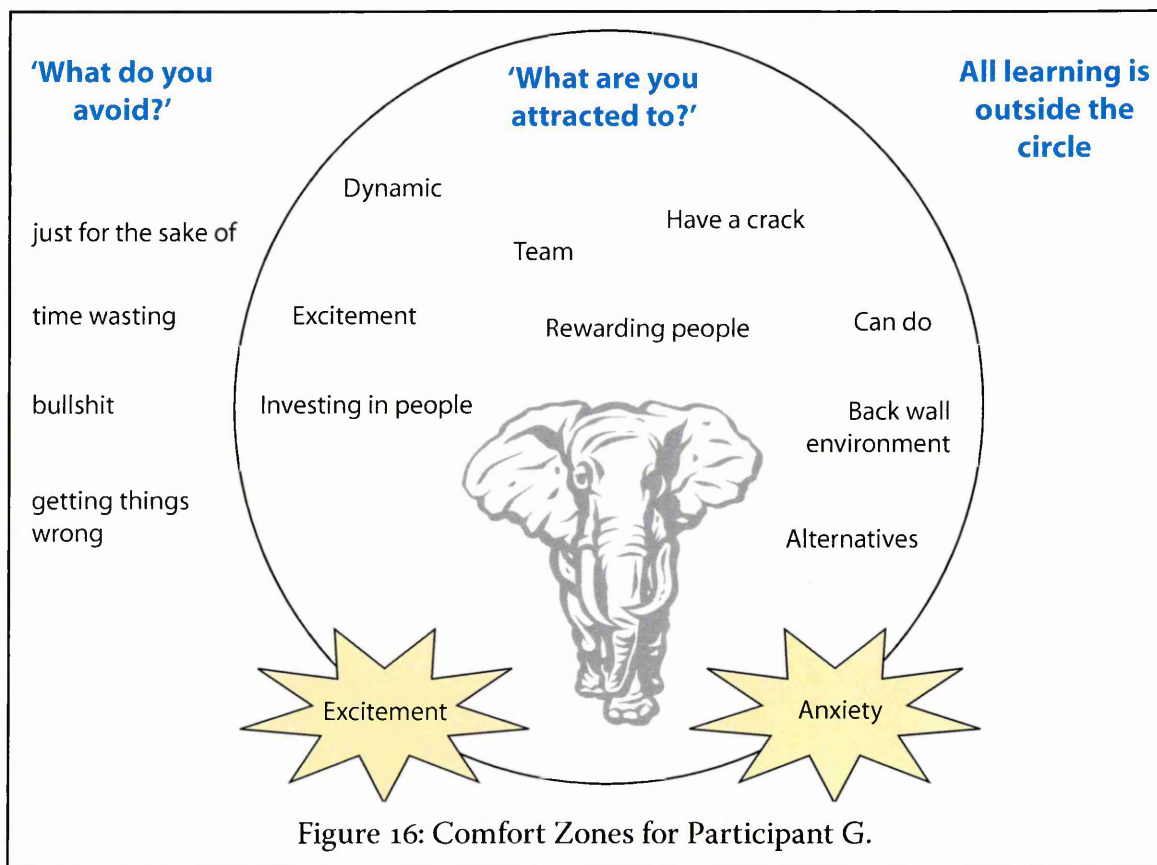 'What do you
avoid?'
'What are you
attracted to?'
All learning is
outside the
circle
just for the sake of
time wasting
bullshit
getting things
wrong
Dynamic
Have a crack
Team
Excitement
Rewarding people
Can do
Investing in people
Back wall
environment
Alternatives
Excitement
Anxiety
Figure 16: Comfort Zones for Participant G.